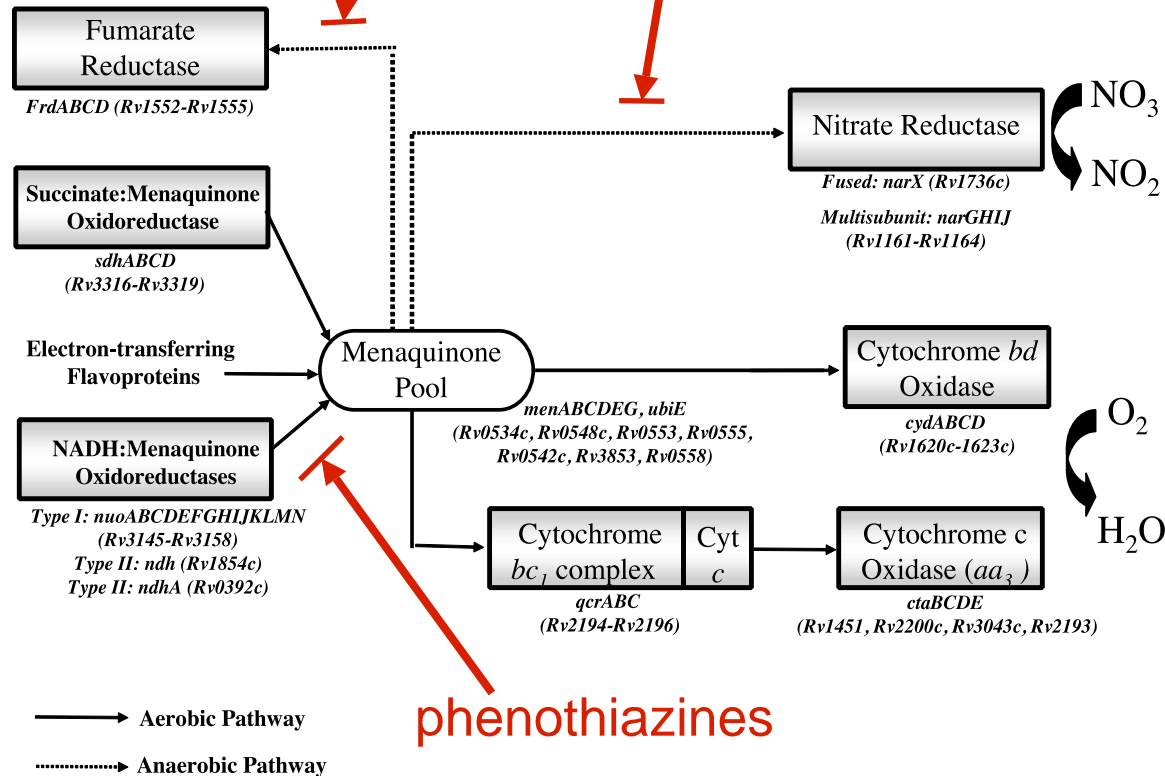 Fumarate
Reductase
FrdABCD (Rv1552-Rv1555)
Nitrate Reductase
NO3
NO2
Fused: narX (Rv1736c)
Multisubunit: narGHIJ
(Rv1161-Rv1164)
Succinate:Menaquinone
Oxidoreductase
sdhABCD
(Rv3316-Rv3319)
Electron-transferring
Flavoproteins
Menaquinone
Pool
menABCDEG, ubiE
(Rv0534c, Rv0548c, Rv0553, Rv0555,
Rv0542c, Rv3853, Rv0558)
Cytochrome bd
Oxidase
cydABCD
(Rv1620c-1623c)
O2
H2O
NADH:Menaquinone
Oxidoreductases
Type I: nuoABCDEFGHIJKLMN
(Rv3145-Rv3158)
Type II: ndh (Rv1854c)
Type II: ndhA (Rv0392c)
Cytochrome
bc1 complex
Cyt
c
qcrABC
(Rv2194-Rv2196)
Cytochrome c
Oxidase (aa3 )
ctaBCDE
(Rv1451, Rv2200c, Rv3043c, Rv2193)
phenothiazines
Aerobic Pathway
Anaerobic Pathway